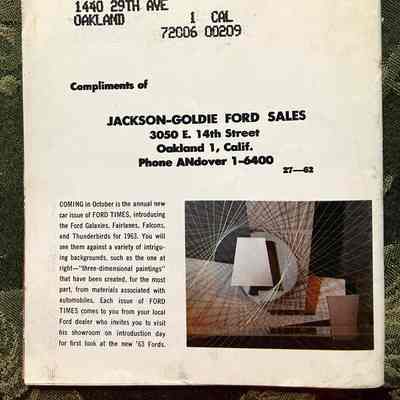 1440 29TH AVE
OAKLAND 1 CAL
72006 00209
Compliments of
JACKSON-GOLDIE FORD SALES
3050 E. 14th Street
Oakland 1, Calif.
Phone ANdover 1-6400
27—62
COMING in October is the annual new
car issue of FORD TIMES, introducing
the Ford Galaxies, Fairlanes, Falcons,
and Thunderbirds for 1963. You will
see them against a variety of intrigu-
ing backgrounds, such as the one at
right—"three-dimensional paintings"
that have been created, for the most
part, from materials associated with
automobiles. Each issue of FORD
TIMES comes to you from your local
Ford dealer who invites you to visit
his showroom on introduction day
for first look at the new '63 Fords.